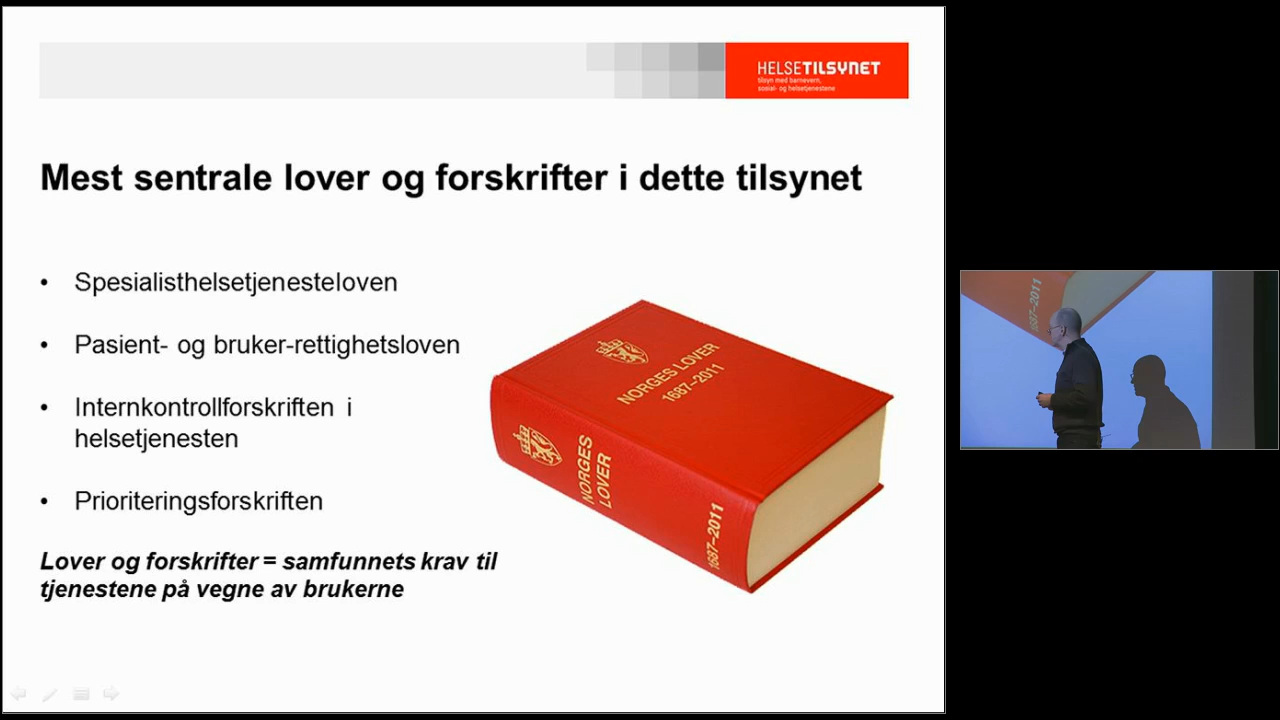 HELSETILSYNET
tilsyn med barnevern,
sosial- og helsetjenestene
Mest sentrale lover og forskrifter i dette tilsynet
• Spesialisthelsetjenesteloven
• Pasient- og bruker-rettighetsloven
• Internkontrollforskriften i
helsetjenesten
• Prioriteringsforskriften
Lover og forskrifter = samfunnets krav til
tjenestene på vegne av brukerne
NORGES LOVER
1687–2011
NORGES
LOVER
1687–2011
1687–2011